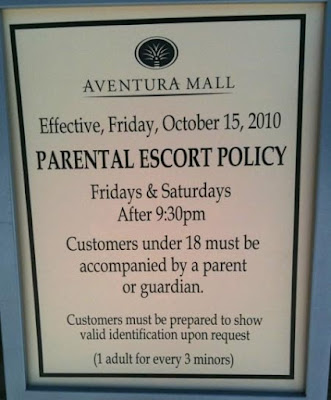 AVENTURA MALL
Effective, Friday, October 15, 2010
PARENTAL ESCORT POLICY
Fridays & Saturdays
After 9:30pm
Customers under 18 must be
accompanied by a parent
or guardian.
Customers must be prepared to show
valid identification upon request
(1 adult for every 3 minors)